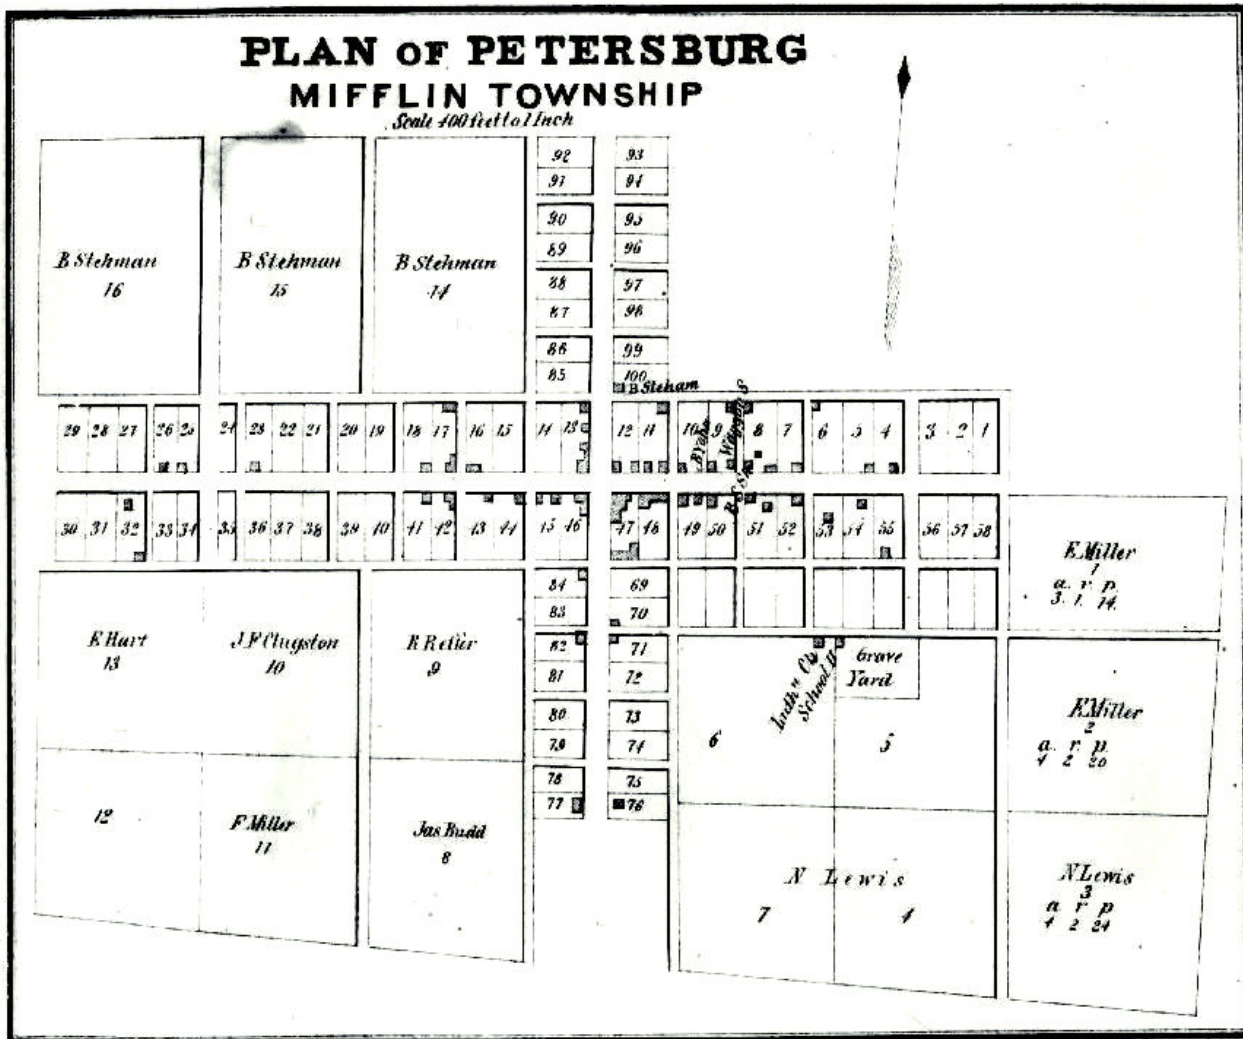 PLAN OF PETERSBURG
MIFFLIN TOWNSHIP
Scale 400 feet to 1 Inch
92 93
91 94
90 95
89 96
88 97
87 98
86 99
85 100
B Stehman
16
B Stehman
15
B Stehman
14
B Steham
29 28 27 26 25 24 23 22 21 20 19 18 17 16 15 14 13 12 11 10 9 8 7 6 5 4 3 2 1
30 31 32 33 34 35 36 37 38 39 40 41 42 43 44 45 46 47 48 49 50 51 52 53 54 55 56 57 58
E Miller
1
a. r. p.
3. 1. 14.
84 69
83 70
82 71
81 72
80 73
79 74
78 75
77 76
E Hart
13
J.F Clugston
10
9
12
F Miller
11
Jas Rudd
8
Luth" Ch
School H
Grave
Yard
6
5
E Miller
2
a. r. p.
4 2 20
N Lewis
7
4
N Lewis
3
a r p
4 2 24